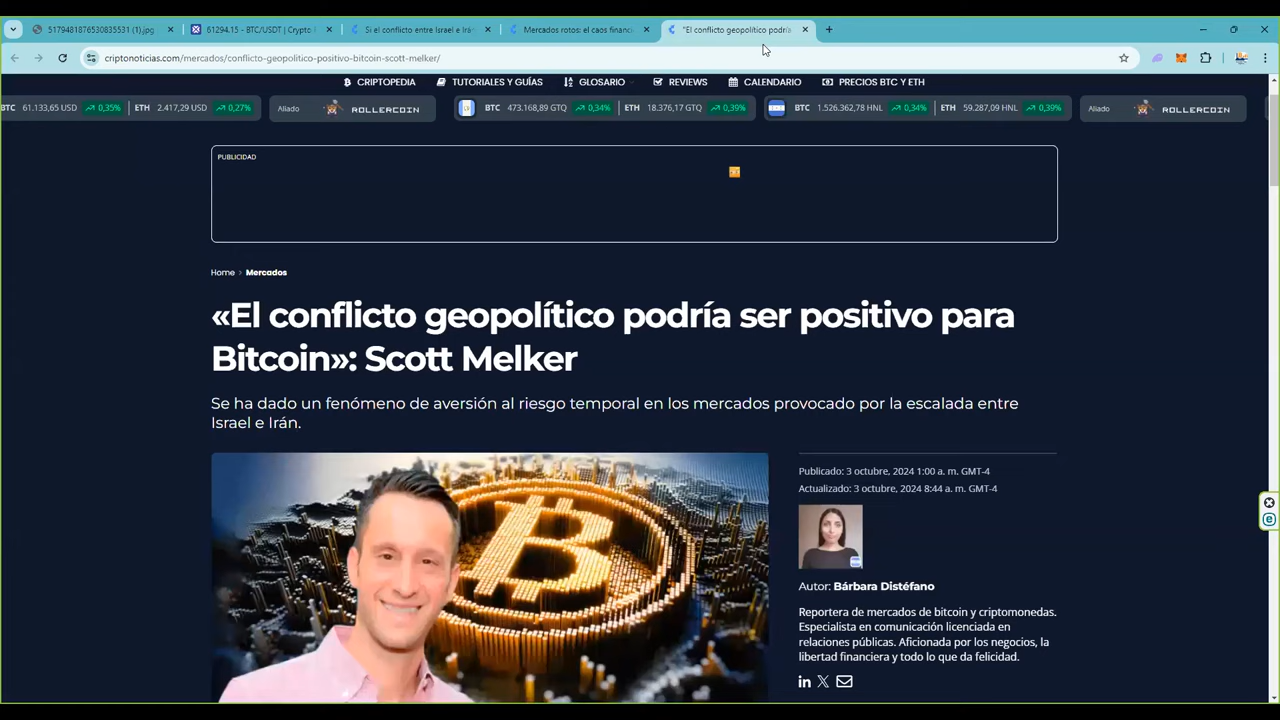 5179481876530835531 (1).jpg
61294.15 - BTC/USDT | Crypto
Si el conflicto entre Israel e Irán
Mercados rotos: el caos financi
"El conflicto geopolítico podría
criptonoticias.com/mercados/conflicto-geopolitico-positivo-bitcoin-scott-melker/
CRIPTOPEDIA TUTORIALES Y GUÍAS GLOSARIO REVIEWS CALENDARIO PRECIOS BTC Y ETH
BTC 61.133,65 USD 0,35% ETH 2.417,29 USD 0,27% Aliado ROLLERCOIN BTC 473.168,89 GTQ 0,34% ETH 18.376,17 GTQ 0,39% BTC 1.526.362,78 HNL 0,34% ETH 59.287,09 HNL 0,39% Aliado ROLLERCOIN
PUBLICIDAD
Home > Mercados
«El conflicto geopolítico podría ser positivo para
Bitcoin»: Scott Melker
Se ha dado un fenómeno de aversión al riesgo temporal en los mercados provocado por la escalada entre
Israel e Irán.
Publicado: 3 octubre, 2024 1:00 a. m. GMT-4
Actualizado: 3 octubre, 2024 8:44 a. m. GMT-4
Autor: Bárbara Distéfano
Reportera de mercados de bitcoin y criptomonedas.
Especialista en comunicación licenciada en
relaciones públicas. Aficionada por los negocios, la
libertad financiera y todo lo que da felicidad.